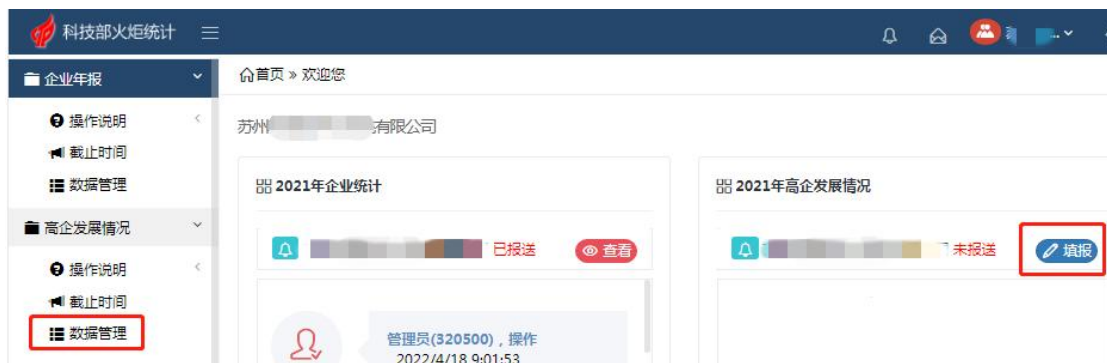 科技部火炬统计
企业年报
首页 » 欢迎您
操作说明
苏州 有限公司
截止时间
数据管理
2021年企业统计
2021年高企发展情况
高企发展情况
已报送
查看
未报送
填报
操作说明
截止时间
数据管理
管理员(320500),操作
2022/4/18 9:01:53